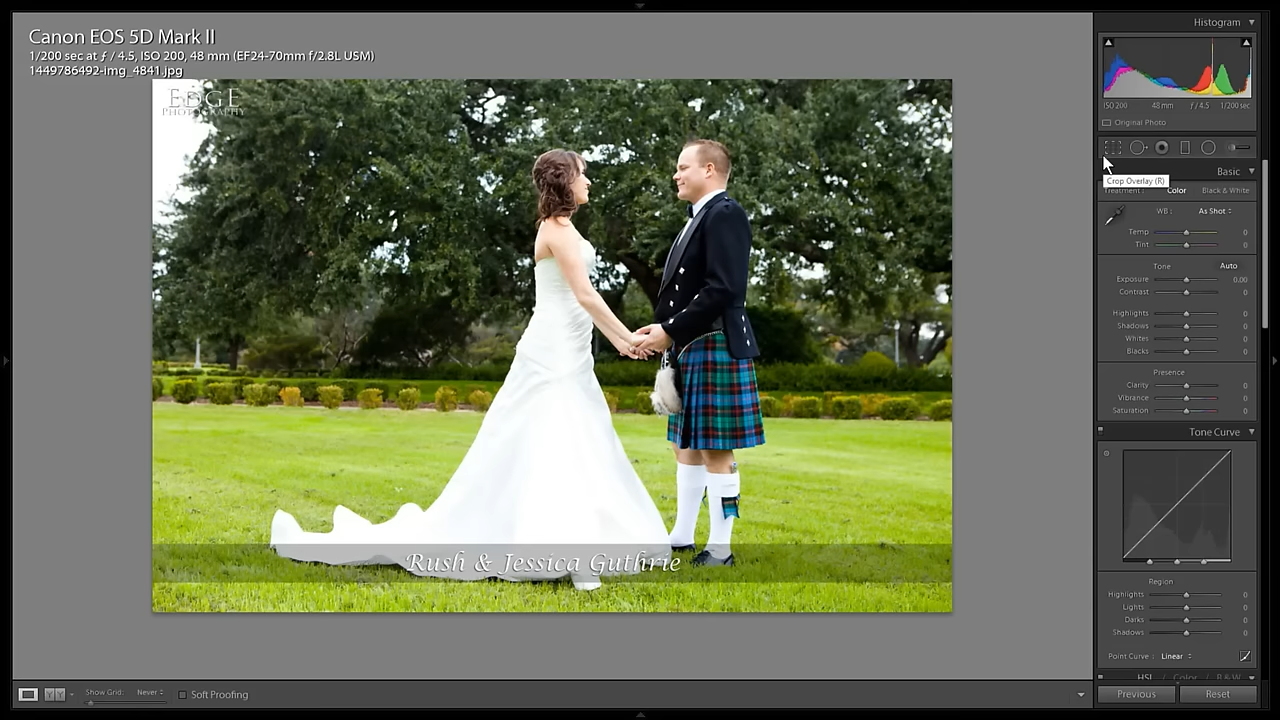 Canon EOS 5D Mark II
1/200 sec at ƒ / 4.5, ISO 200, 48 mm (EF24-70mm f/2.8L USM)
1449786492-img_4841.jpg
EDGE
PHOTOGRAPHY
Rush & Jessica Guthrie
Show Grid: Never
Soft Proofing
Histogram
ISO 200 48 mm ƒ / 4.5 1/200 sec
Original Photo
Crop Overlay (R)
Basic
Treatment: Color Black & White
WB: As Shot
Temp 0
Tint 0
Tone Auto
Exposure 0.00
Contrast 0
Highlights 0
Shadows 0
Whites 0
Blacks 0
Presence
Clarity 0
Vibrance 0
Saturation 0
Tone Curve
Region
Highlights 0
Lights 0
Darks 0
Shadows 0
Point Curve: Linear
HSL / Color / B & W
Previous Reset